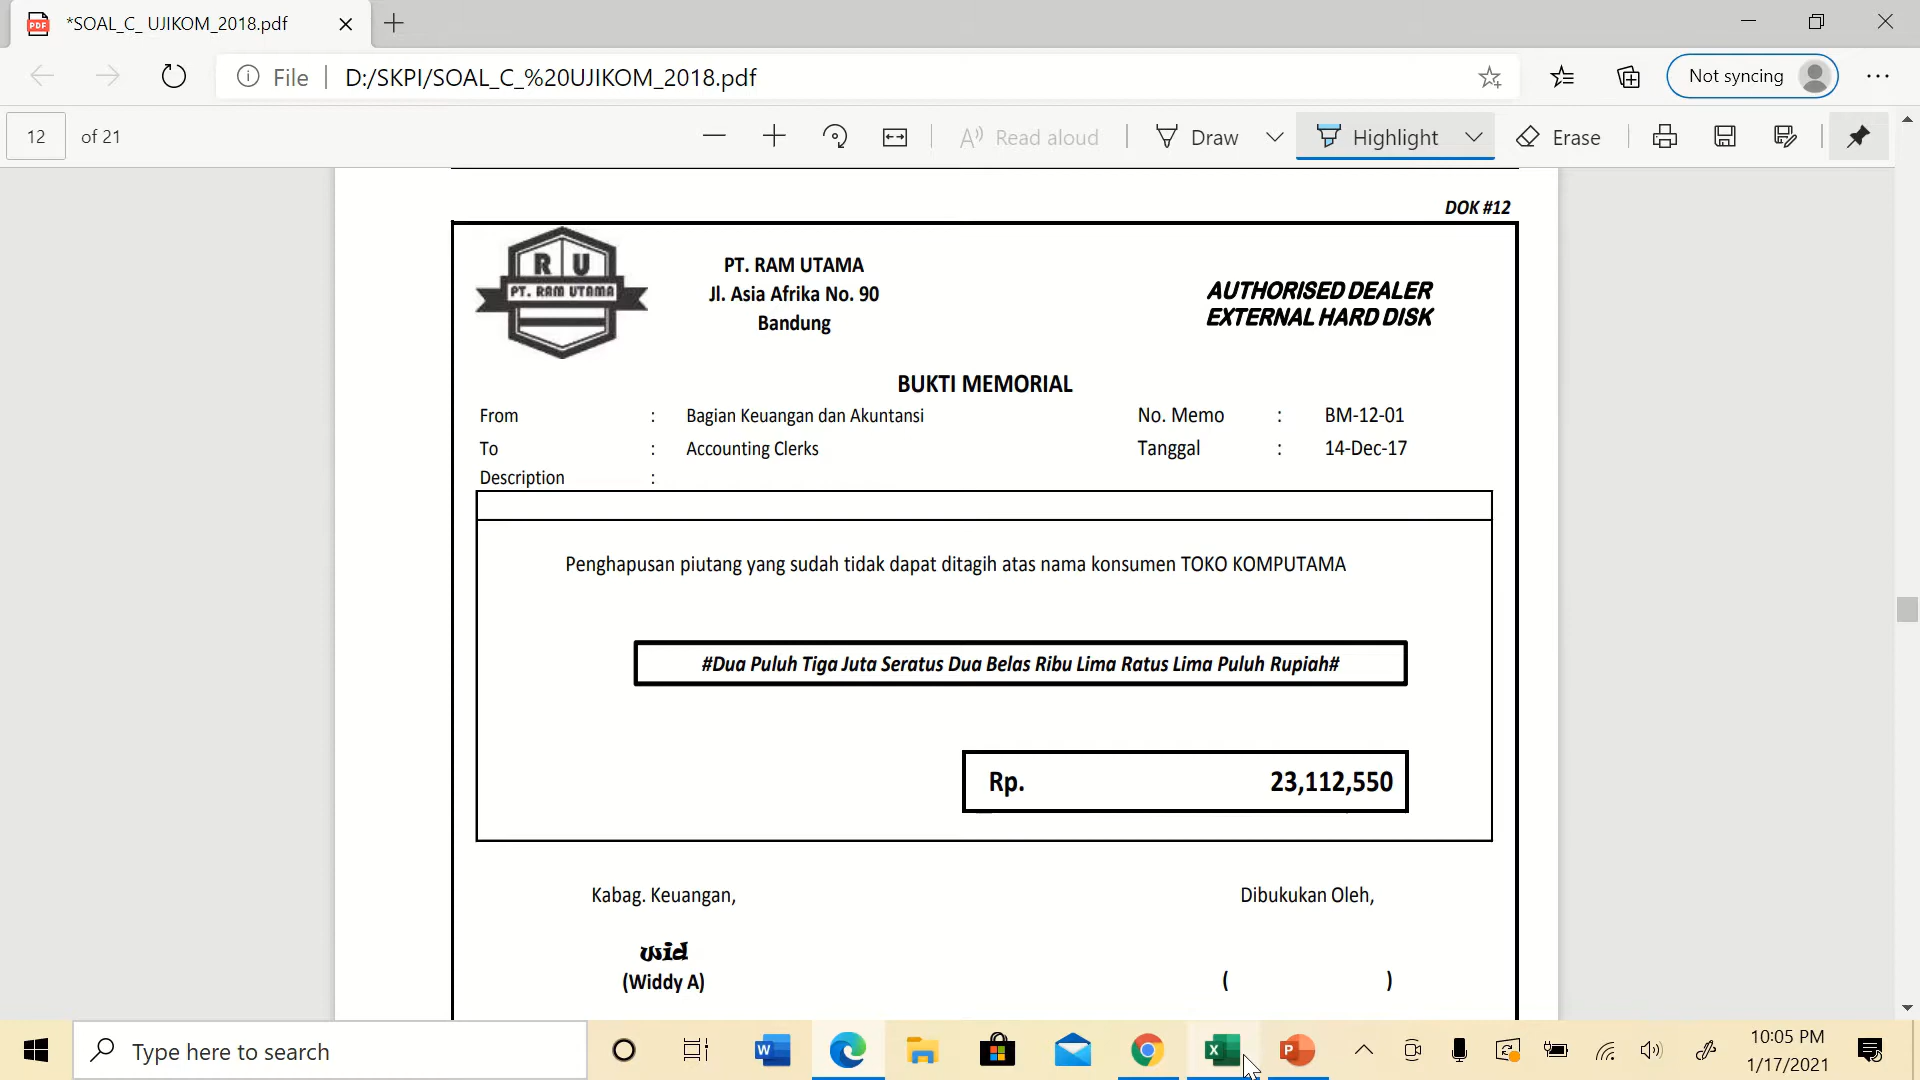 *SOAL_C_ UJIKOM_2018.pdf
File | D:/SKPI/SOAL_C_%20UJIKOM_2018.pdf
Not syncing
12 of 21
Read aloud
Draw
Highlight
Erase
DOK #12
R U
PT. RAM UTAMA
PT. RAM UTAMA
Jl. Asia Afrika No. 90
Bandung
AUTHORISED DEALER
EXTERNAL HARD DISK
BUKTI MEMORIAL
From : Bagian Keuangan dan Akuntansi No. Memo : BM-12-01
To : Accounting Clerks Tanggal : 14-Dec-17
Description :
Penghapusan piutang yang sudah tidak dapat ditagih atas nama konsumen TOKO KOMPUTAMA
#Dua Puluh Tiga Juta Seratus Dua Belas Ribu Lima Ratus Lima Puluh Rupiah#
Rp. 23,112,550
Kabag. Keuangan, Dibukukan Oleh,
wid
(Widdy A) ( )
Type here to search
10:05 PM
1/17/2021